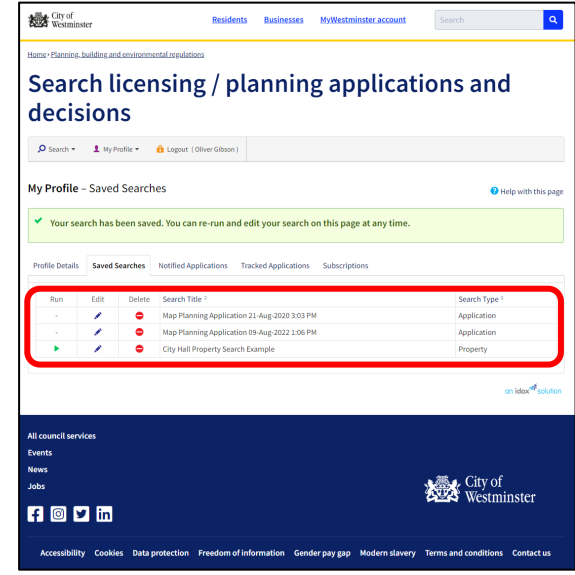 City of
Westminster
Residents Businesses MyWestminster account Search
Home › Planning, building and environmental regulations
Search licensing / planning applications and
decisions
Search My Profile Logout ( Oliver Gibson )
My Profile – Saved Searches
Help with this page
Your search has been saved. You can re-run and edit your search on this page at any time.
Profile Details Saved Searches Notified Applications Tracked Applications Subscriptions
Run Edit Delete Search Title Search Type
- Map Planning Application 21-Aug-2020 3:03 PM Application
- Map Planning Application 09-Aug-2022 1:06 PM Application
City Hall Property Search Example Property
an idox solution
All council services
Events
News
Jobs
City of
Westminster
Accessibility Cookies Data protection Freedom of information Gender pay gap Modern slavery Terms and conditions Contact us